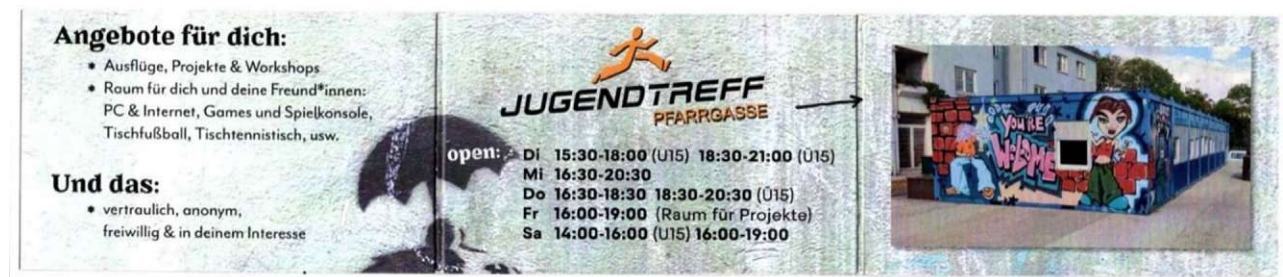 Angebote für dich:
* Ausflüge, Projekte & Workshops
* Raum für dich und deine Freund*innen:
PC & Internet, Games und Spielkonsole,
Tischfußball, Tischtennistisch, usw.
Und das:
* vertraulich, anonym,
freiwillig & in deinem Interesse
JUGENDTREFF
PFARRGASSE
open:
Di 15:30-18:00 (U15) 18:30-21:00 (Ü15)
Mi 16:30-20:30
Do 16:30-18:30 18:30-20:30 (Ü15)
Fr 16:00-19:00 (Raum für Projekte)
Sa 14:00-16:00 (U15) 16:00-19:00
YOU'RE
WELCOME